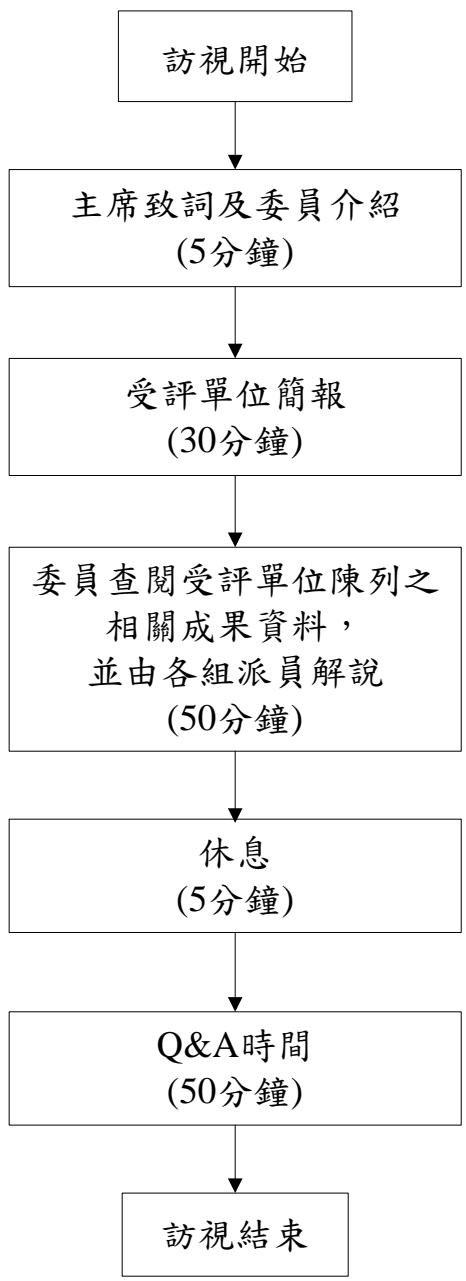 訪視開始
主席致詞及委員介紹
(5分鐘)
受評單位簡報
(30分鐘)
委員查閱受評單位陳列之
相關成果資料，
並由各組派員解說
(50分鐘)
休息
(5分鐘)
Q&A時間
(50分鐘)
訪視結束